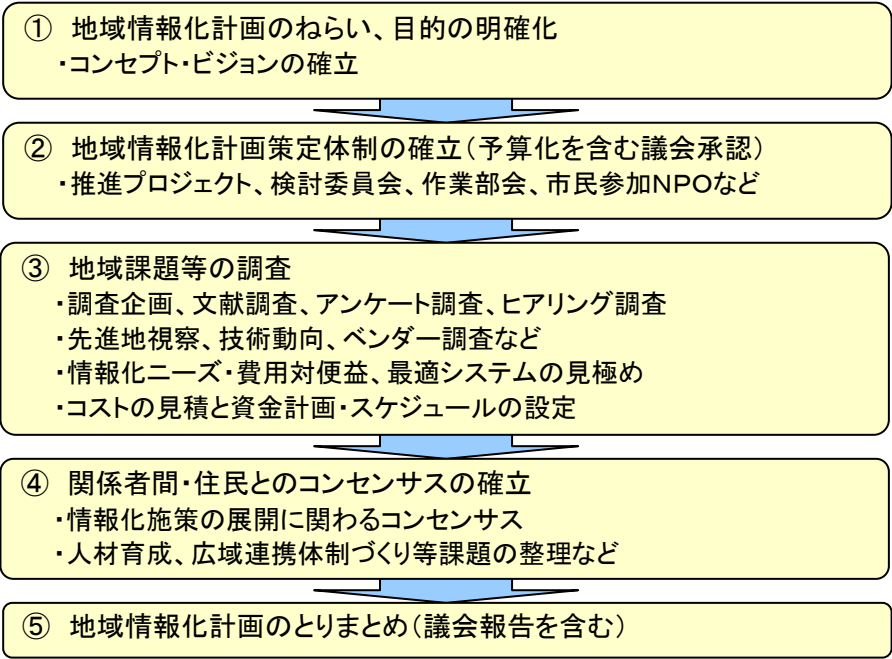 ① 地域情報化計画のねらい、目的の明確化
・コンセプト・ビジョンの確立
② 地域情報化計画策定体制の確立（予算化を含む議会承認）
・推進プロジェクト、検討委員会、作業部会、市民参加NPOなど
③ 地域課題等の調査
・調査企画、文献調査、アンケート調査、ヒアリング調査
・先進地視察、技術動向、ベンダー調査など
・情報化ニーズ・費用対便益、最適システムの見極め
・コストの見積と資金計画・スケジュールの設定
④ 関係者間・住民とのコンセンサスの確立
・情報化施策の展開に関わるコンセンサス
・人材育成、広域連携体制づくり等課題の整理など
⑤ 地域情報化計画のとりまとめ（議会報告を含む）